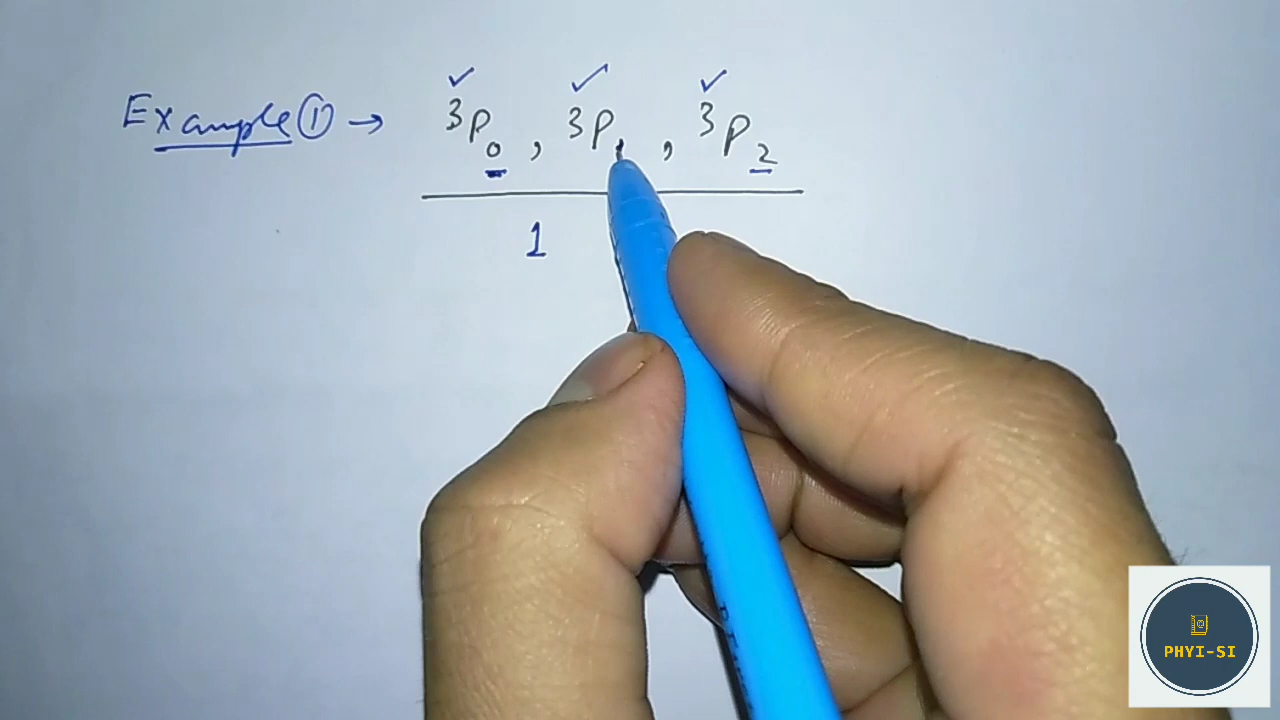 Example ① → ³P₀ , ³P₁ , ³P₂
1
PHYI-SI